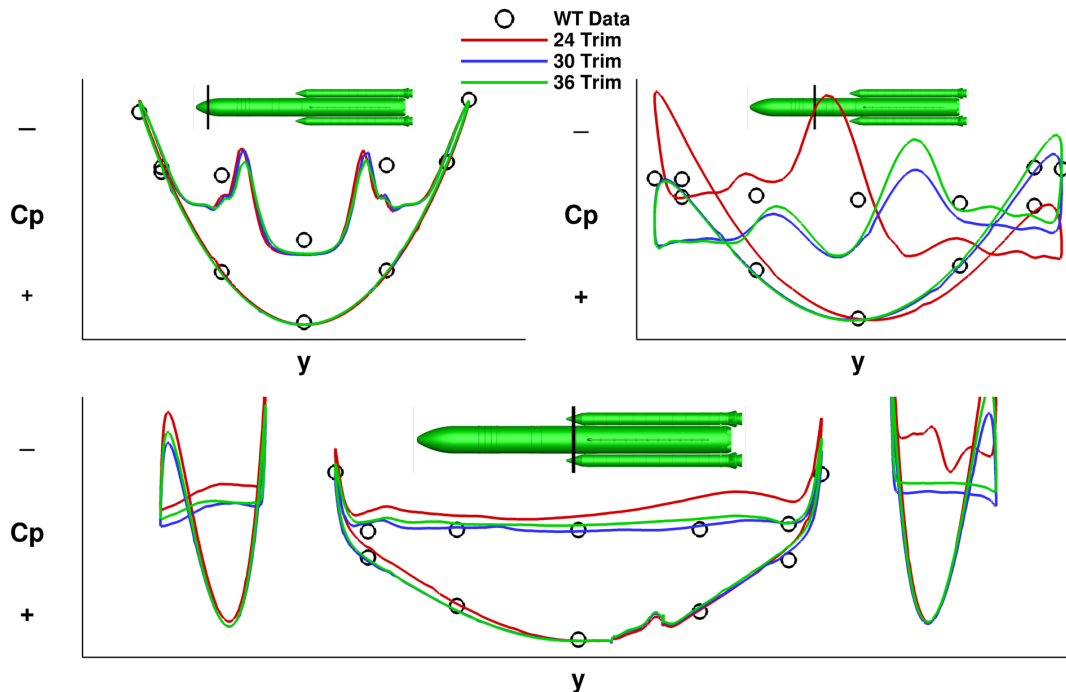 WT Data
24 Trim
30 Trim
36 Trim
–
Cp
+
y
–
Cp
+
y
–
Cp
+
y